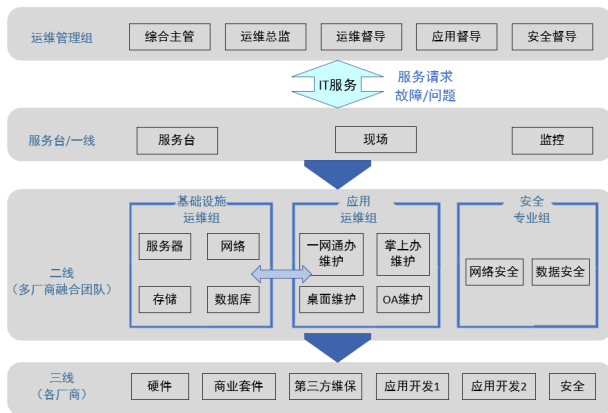 运维管理组
综合主管
运维总监
运维督导
应用督导
安全督导
IT服务
服务请求
故障/问题
服务台/一线
服务台
现场
监控
基础设施
运维组
应用
运维组
安全
专业组
服务器
网络
一网通办
维护
掌上办
维护
网络安全
数据安全
二线
（多厂商融合团队）
存储
数据库
桌面维护
OA维护
三线
（各厂商）
硬件
商业套件
第三方维保
应用开发1
应用开发2
安全